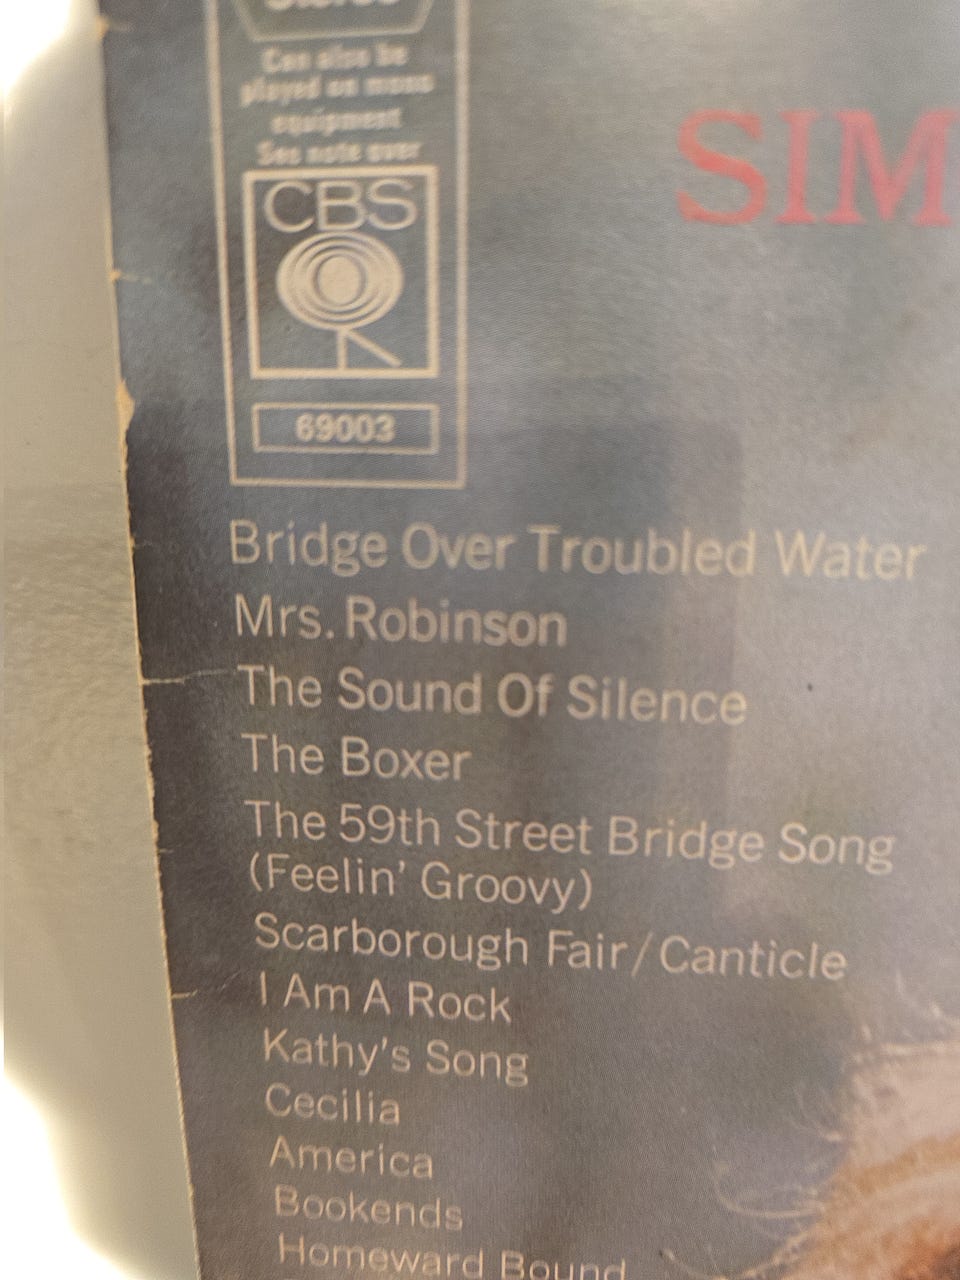 Stereo
Can also be
played on mono
equipment
See note over
CBS
69003
SIM
Bridge Over Troubled Water
Mrs. Robinson
The Sound Of Silence
The Boxer
The 59th Street Bridge Song
(Feelin' Groovy)
Scarborough Fair/Canticle
I Am A Rock
Kathy's Song
Cecilia
America
Bookends
Homeward Bound